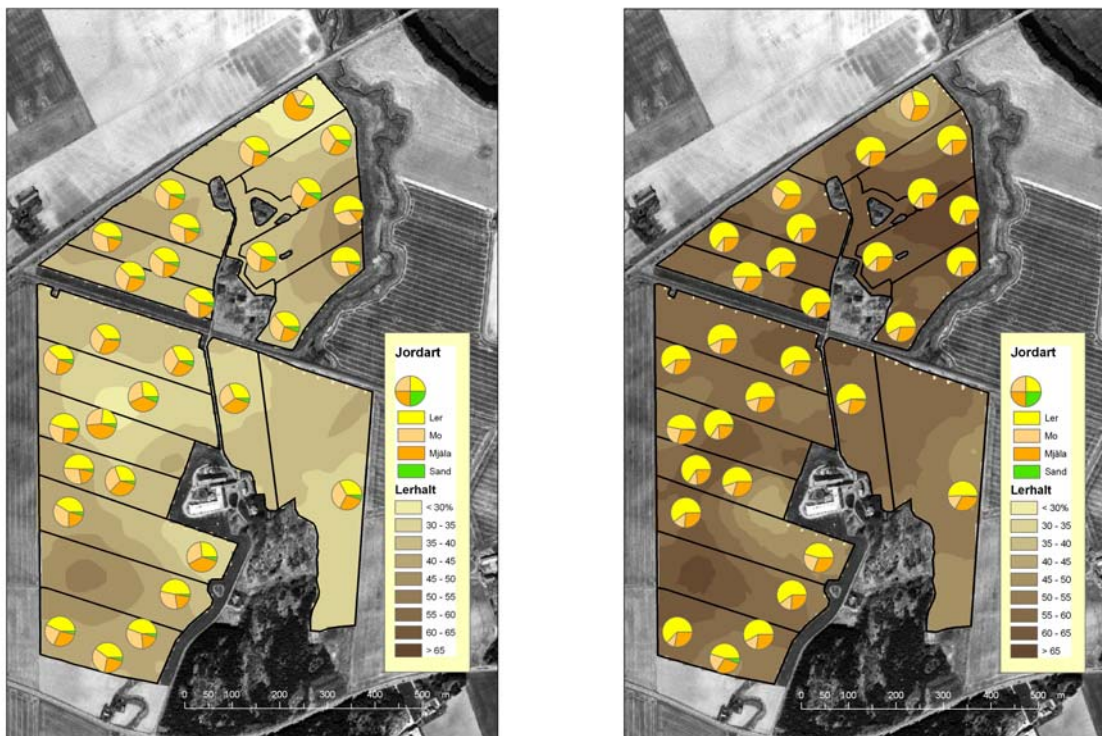 Jordart
Ler
Mo
Mjäla
Sand
Lerhalt
< 30%
30 - 35
35 - 40
40 - 45
45 - 50
50 - 55
55 - 60
60 - 65
> 65
0 50 100 200 300 400 500 m
Jordart
Ler
Mo
Mjäla
Sand
Lerhalt
< 30%
30 - 35
35 - 40
40 - 45
45 - 50
50 - 55
55 - 60
60 - 65
> 65
0 50 100 200 300 400 500 m